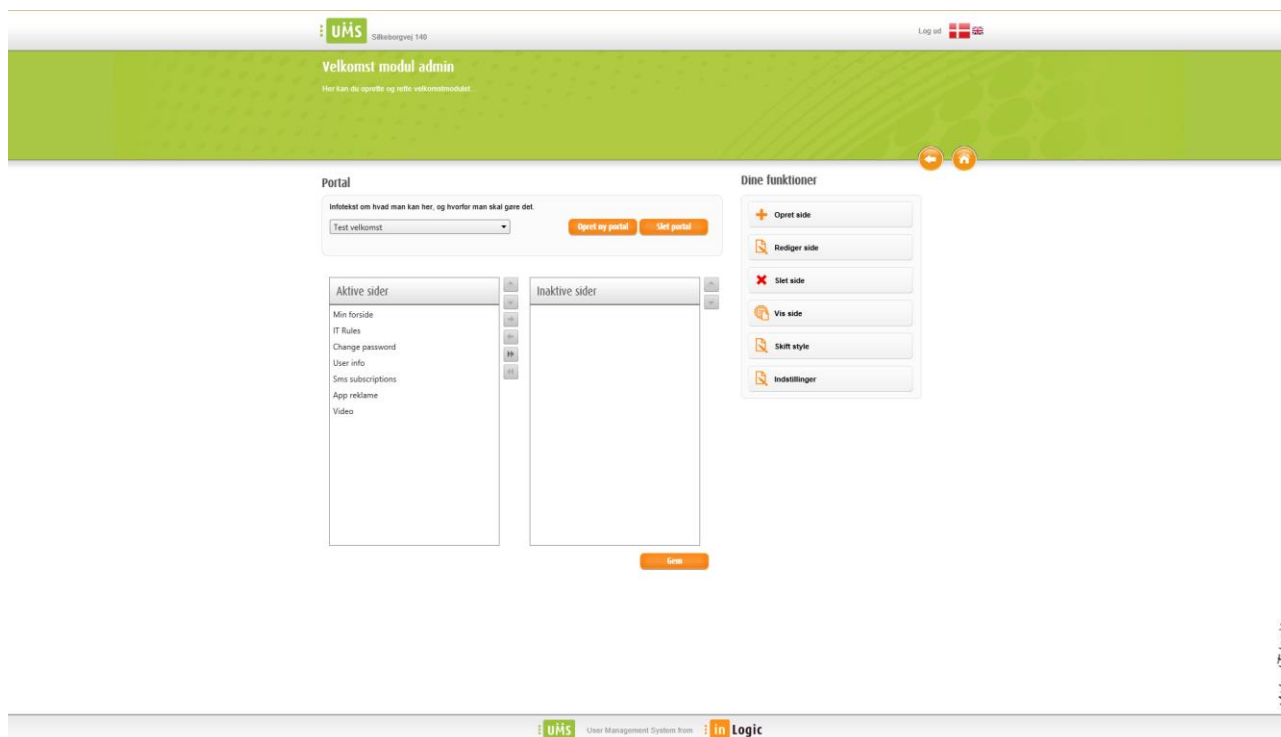 UMS Silkeborgvej 140
Log ud
Velkomst modul admin
Her kan du oprette og rette velkomstmodulet..
Portal
Infotekst om hvad man kan her, og hvorfor man skal gøre det.
Test velkomst
Opret ny portal
Slet portal
Aktive sider
Min forside
IT Rules
Change password
User info
Sms subscriptions
App reklame
Video
Inaktive sider
Gem
Dine funktioner
Opret side
Rediger side
Slet side
Vis side
Skift style
Indstillinger
UMS User Management System from in Logic